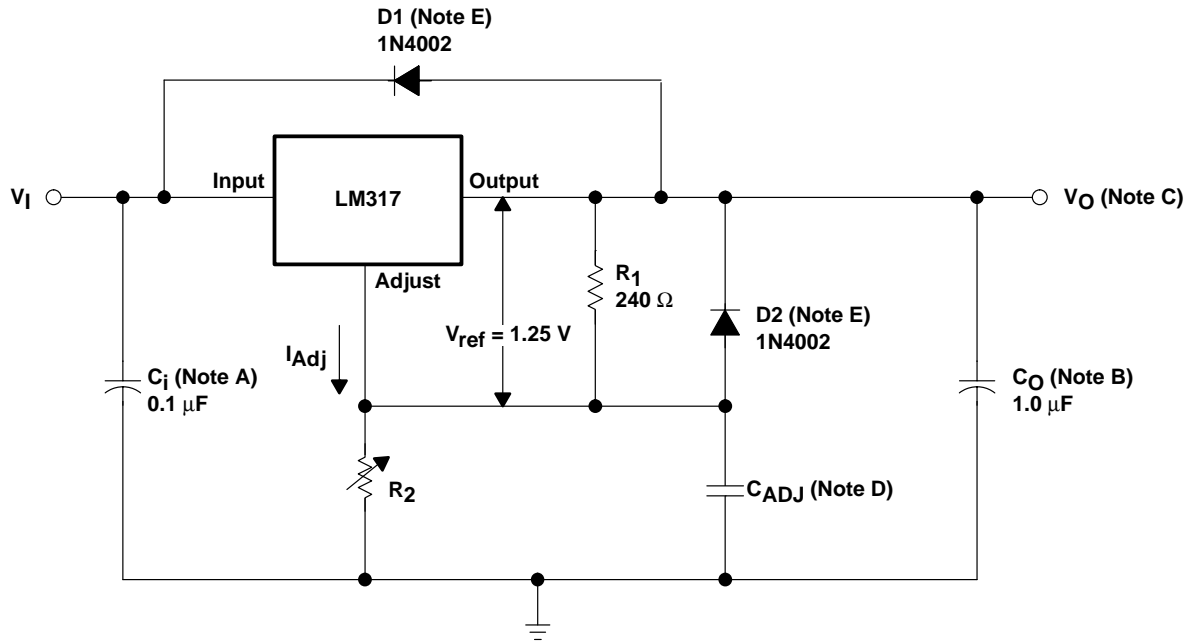 D1 (Note E)
1N4002
Input
LM317
Output
VI
VO (Note C)
Adjust
R1
240 Ω
D2 (Note E)
1N4002
Vref = 1.25 V
IAdj
Ci (Note A)
0.1 μF
CO (Note B)
1.0 μF
R2
CADJ (Note D)